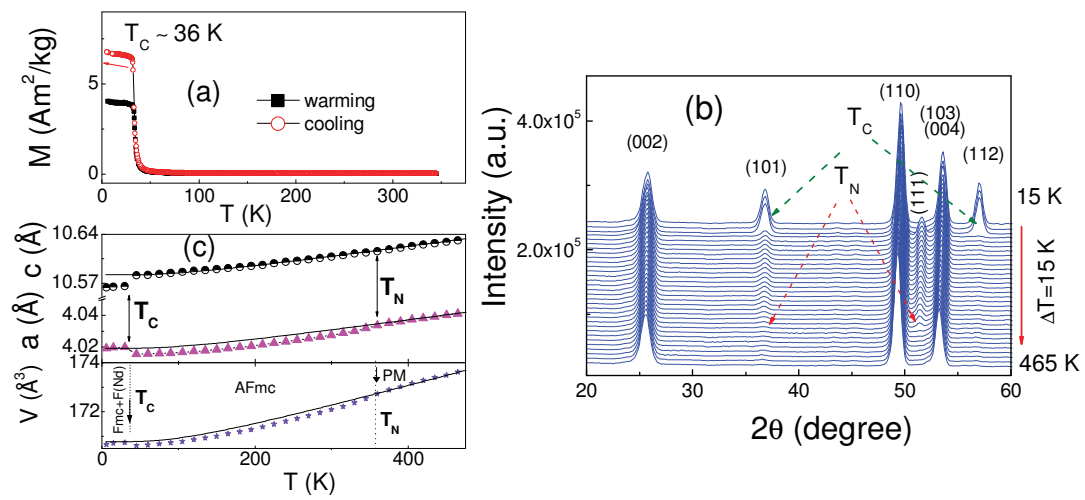 T_C ~ 36 K
(a)
M (Am²/kg)
5
0
warming
cooling
0
100
200
300
T (K)
(c)
c (Å)
10.64
10.57
a (Å)
4.04
4.02
T_C
T_N
V (Å³)
174
172
Fmc+F(Nd)
T_C
AFmc
PM
T_N
0
200
400
T (K)
(b)
Intensity (a.u.)
4.0x10⁵
2.0x10⁵
(002)
(101)
(110)
(111)
(103)
(004)
(112)
T_C
T_N
15 K
ΔT=15 K
465 K
20
30
40
50
60
2θ (degree)